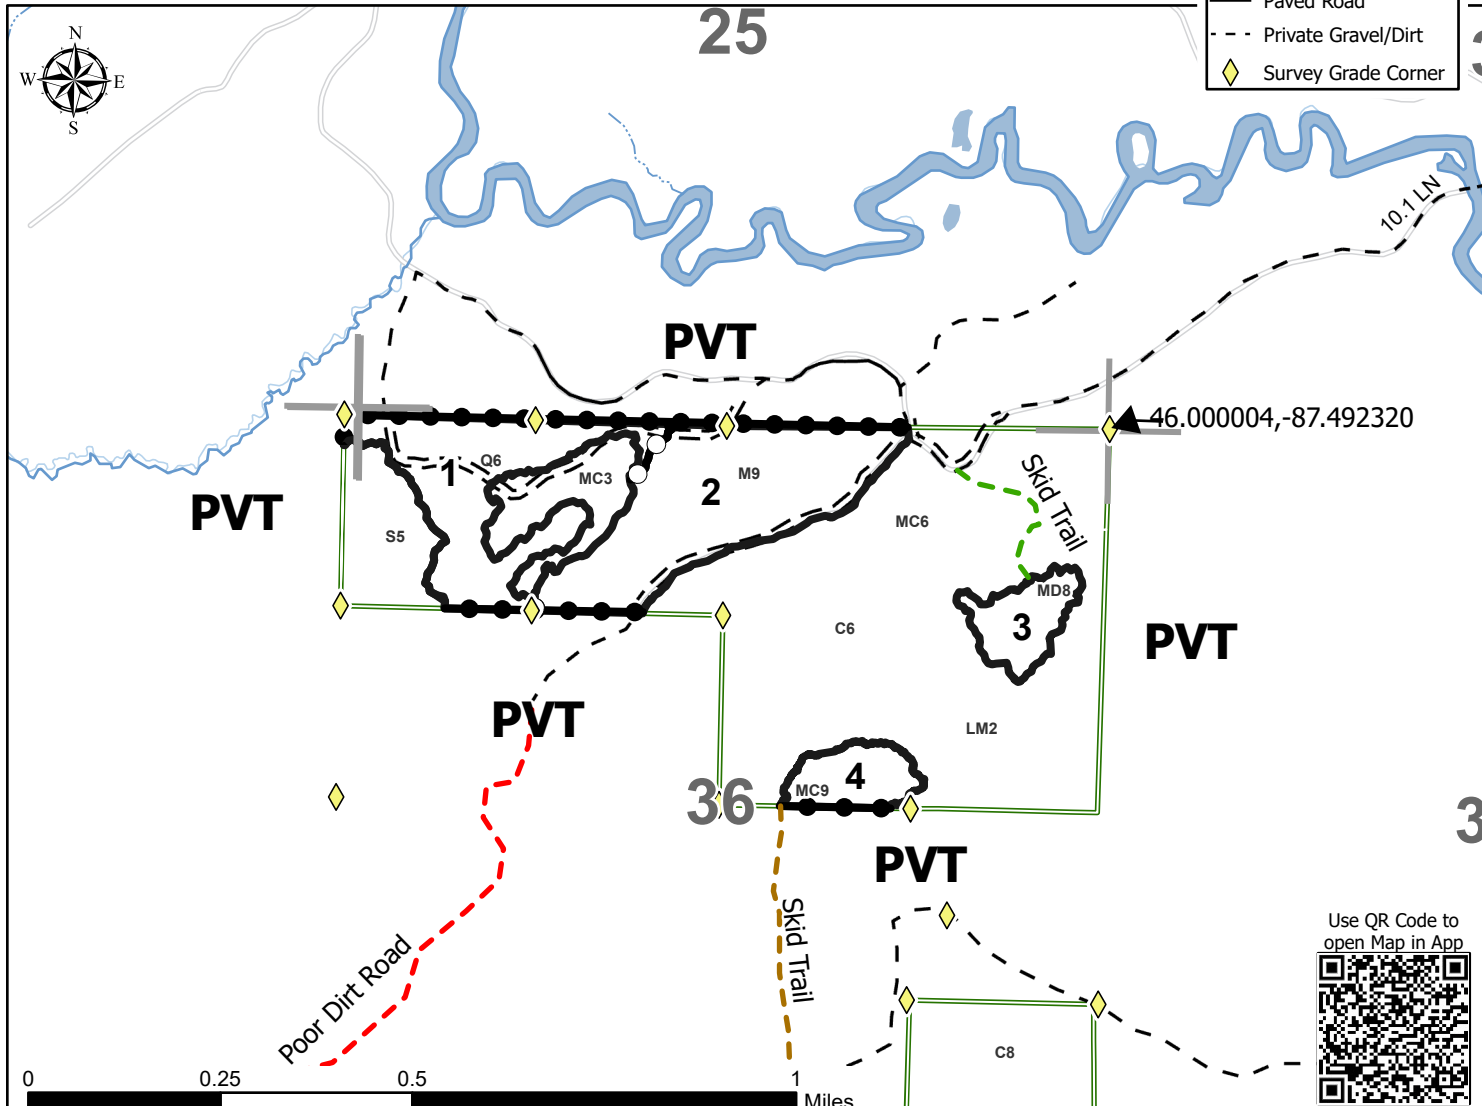 25
Paved Road
Private Gravel/Dirt
Survey Grade Corner
N
W
E
S
10.1 LN
PVT
46.000004,-87.492320
1
Q6
MC3
2
M9
PVT
S5
MC6
Skid Trail
MD8
3
C6
PVT
PVT
LM2
36
4
MC9
PVT
Skid Trail
Poor Dirt Road
C8
Use QR Code to
open Map in App
0
0.25
0.5
1
Miles